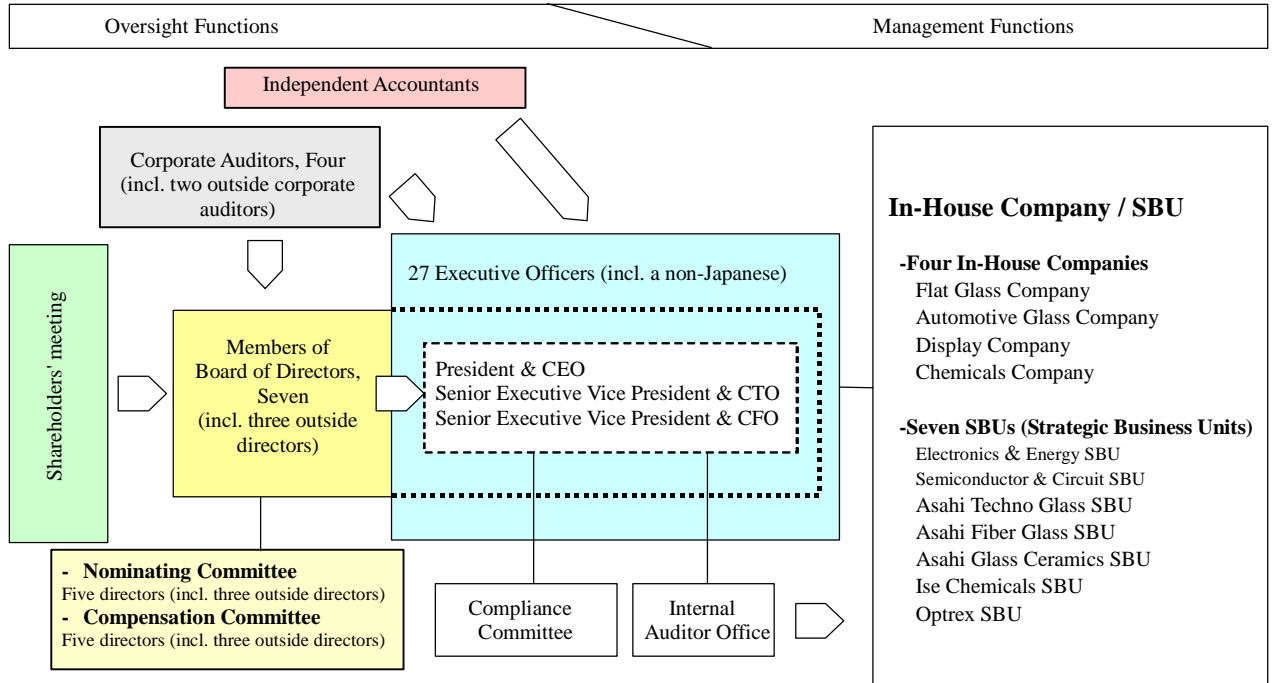 Oversight Functions
Management Functions
Independent Accountants
Corporate Auditors, Four
(incl. two outside corporate
auditors)
Shareholders' meeting
Members of
Board of Directors,
Seven
(incl. three outside
directors)
27 Executive Officers (incl. a non-Japanese)
President & CEO
Senior Executive Vice President & CTO
Senior Executive Vice President & CFO
- Nominating Committee
Five directors (incl. three outside directors)
- Compensation Committee
Five directors (incl. three outside directors)
Compliance
Committee
Internal
Auditor Office
In-House Company / SBU
-Four In-House Companies
Flat Glass Company
Automotive Glass Company
Display Company
Chemicals Company
-Seven SBUs (Strategic Business Units)
Electronics & Energy SBU
Semiconductor & Circuit SBU
Asahi Techno Glass SBU
Asahi Fiber Glass SBU
Asahi Glass Ceramics SBU
Ise Chemicals SBU
Optrex SBU